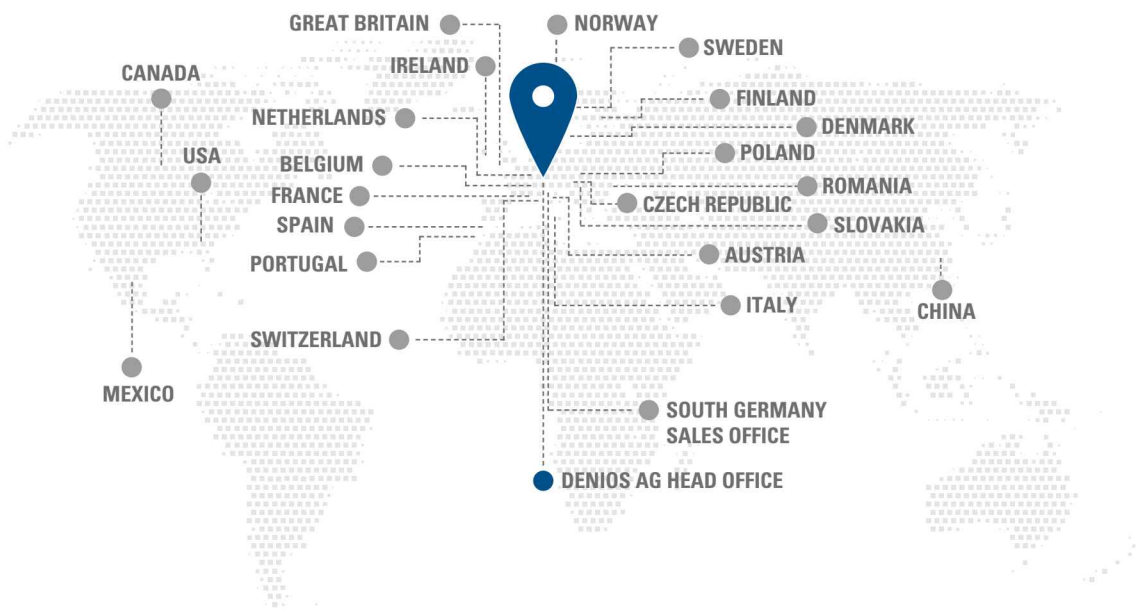 GREAT BRITAIN
NORWAY
SWEDEN
IRELAND
CANADA
FINLAND
NETHERLANDS
DENMARK
USA
POLAND
BELGIUM
ROMANIA
FRANCE
CZECH REPUBLIC
SPAIN
SLOVAKIA
PORTUGAL
AUSTRIA
ITALY
CHINA
SWITZERLAND
MEXICO
SOUTH GERMANY
SALES OFFICE
DENIOS AG HEAD OFFICE